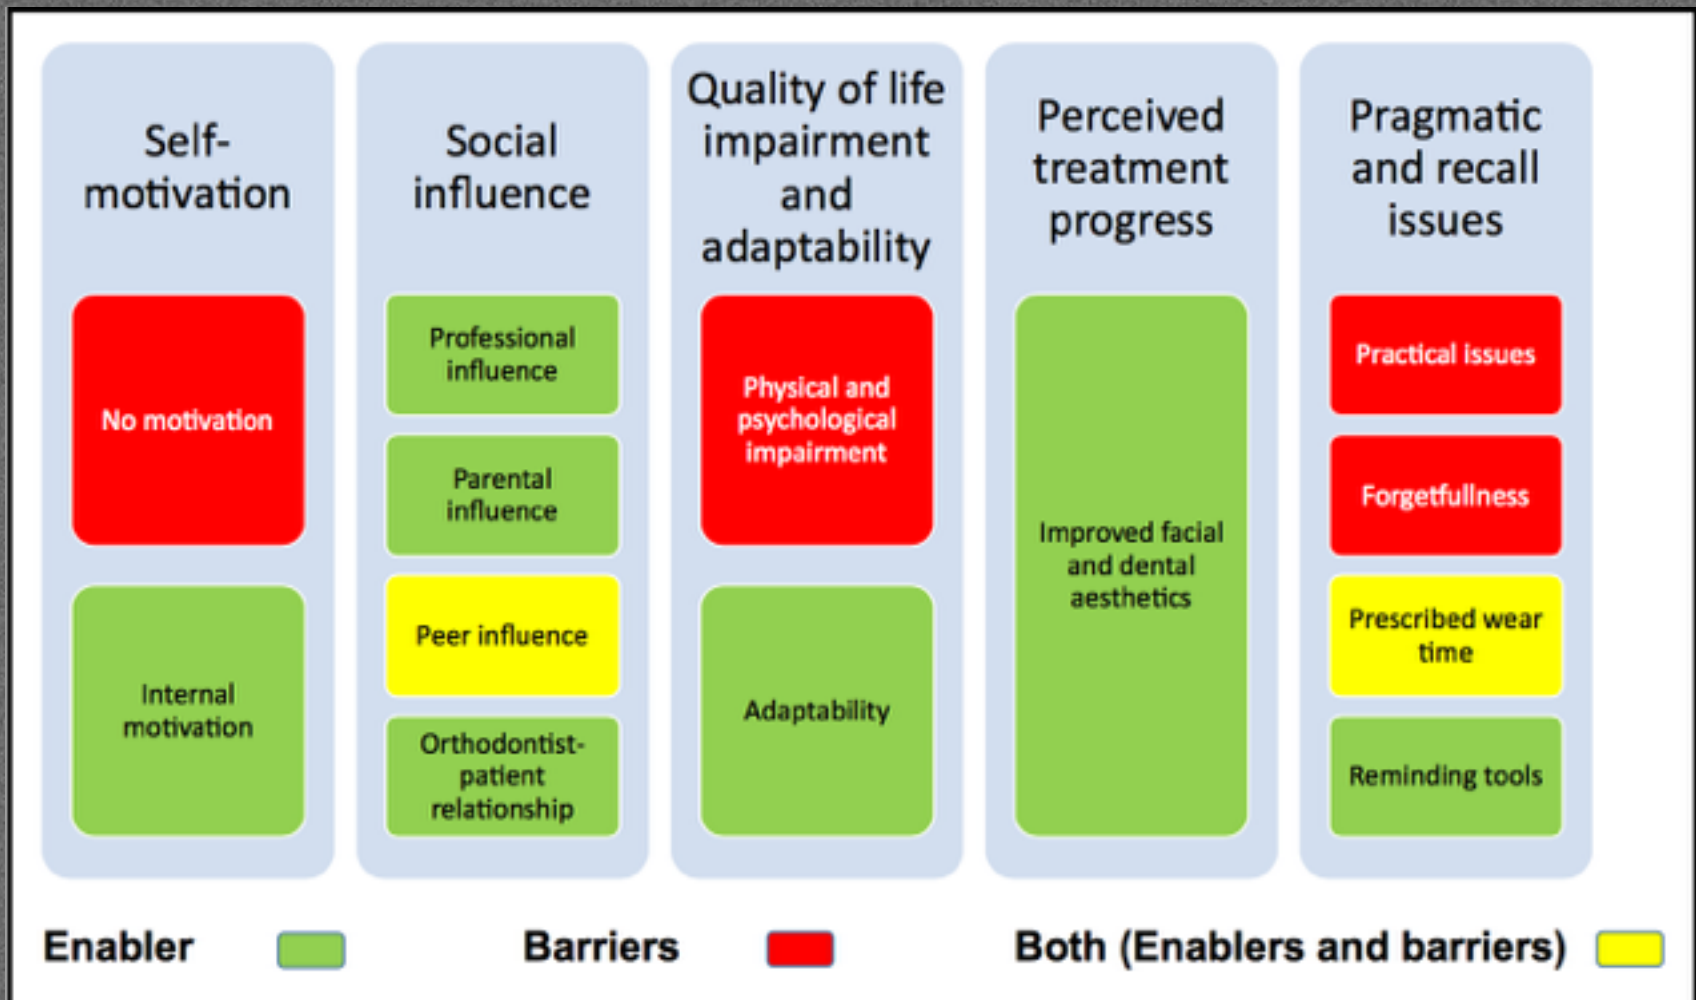 Self-
motivation
No motivation
Internal
motivation
Social
influence
Professional
influence
Parental
influence
Peer influence
Orthodontist-
patient
relationship
Quality of life
impairment
and
adaptability
Physical and
psychological
impairment
Adaptability
Perceived
treatment
progress
Improved facial
and dental
aesthetics
Pragmatic
and recall
issues
Practical issues
Forgetfullness
Prescribed wear
time
Reminding tools
Enabler
Barriers
Both (Enablers and barriers)